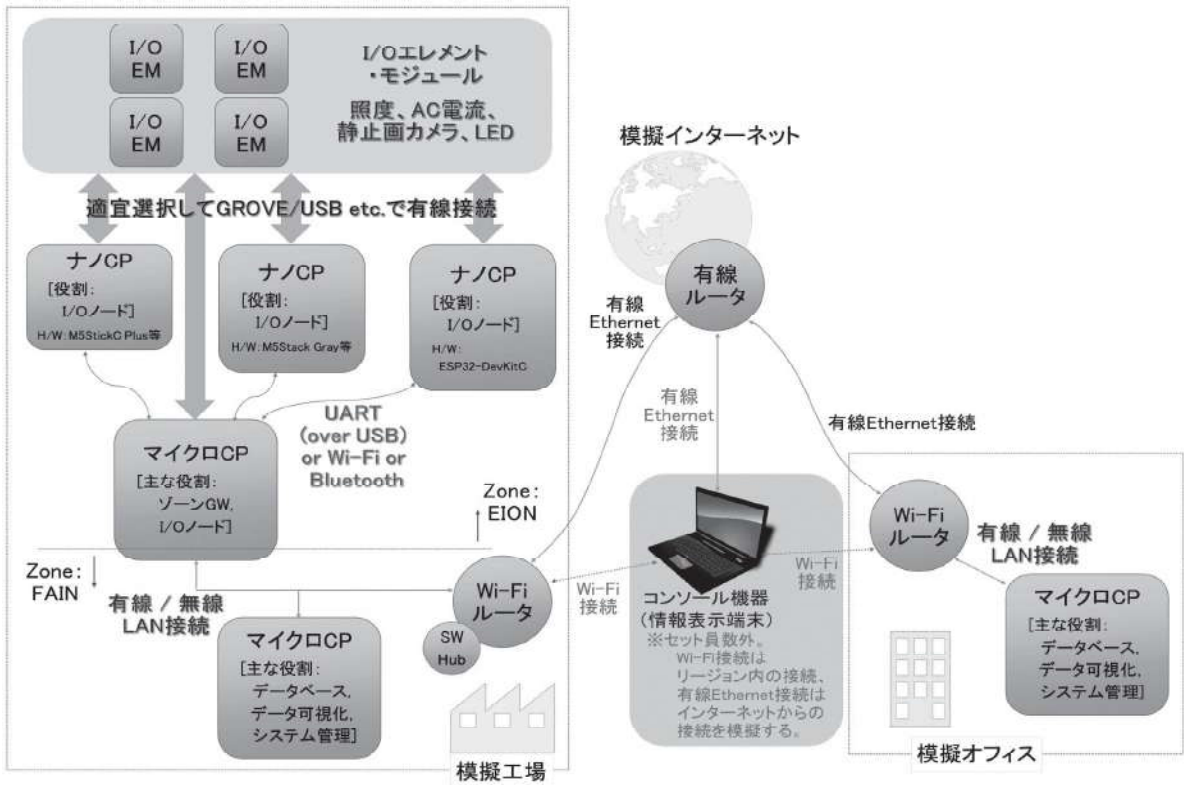 I/O
EM
I/O
EM
I/O
EM
I/O
EM
I/Oエレメント
・モジュール
照度、AC電流、
静止画カメラ、LED
適宜選択してGROVE/USB etc.で有線接続
ナノCP
[役割:
I/Oノード]
H/W: M5StickC Plus等
ナノCP
[役割:
I/Oノード]
H/W: M5Stack Gray等
ナノCP
[役割:
I/Oノード]
H/W:
ESP32-DevKitC
UART
(over USB)
or Wi-Fi or
Bluetooth
マイクロCP
[主な役割:
ゾーンGW,
I/Oノード]
Zone:
EION
Zone:
FAIN
有線 / 無線
LAN接続
マイクロCP
[主な役割:
データベース,
データ可視化,
システム管理]
Wi-Fi
ルータ
SW
Hub
模擬工場
模擬インターネット
有線
ルータ
有線
Ethernet
接続
有線
Ethernet
接続
有線Ethernet接続
Wi-Fi
接続
Wi-Fi
接続
コンソール機器
(情報表示端末)
※セット員数外。
Wi-Fi接続は
リージョン内の接続、
有線Ethernet接続は
インターネットからの
接続を模擬する。
Wi-Fi
ルータ
有線 / 無線
LAN接続
マイクロCP
[主な役割:
データベース,
データ可視化,
システム管理]
模擬オフィス